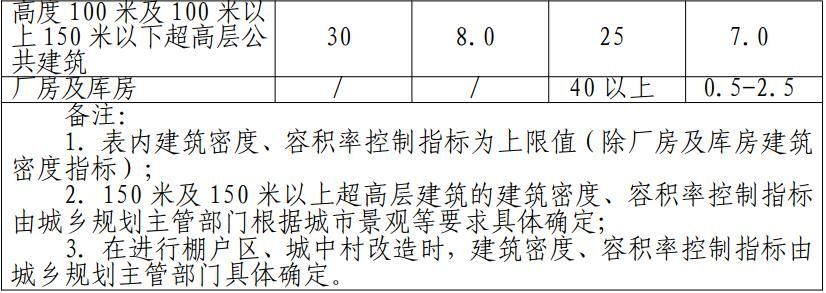 高度 100 米及 100 米以
上 150 米以下超高层公
共建筑
30
8.0
25
7.0
厂房及库房
/
/
40 以上
0.5-2.5
备注:
1. 表内建筑密度、容积率控制指标为上限值（除厂房及库房建筑
密度指标）；
2. 150 米及 150 米以上超高层建筑的建筑密度、容积率控制指标
由城乡规划主管部门根据城市景观等要求具体确定；
3. 在进行棚户区、城中村改造时，建筑密度、容积率控制指标由
城乡规划主管部门具体确定。